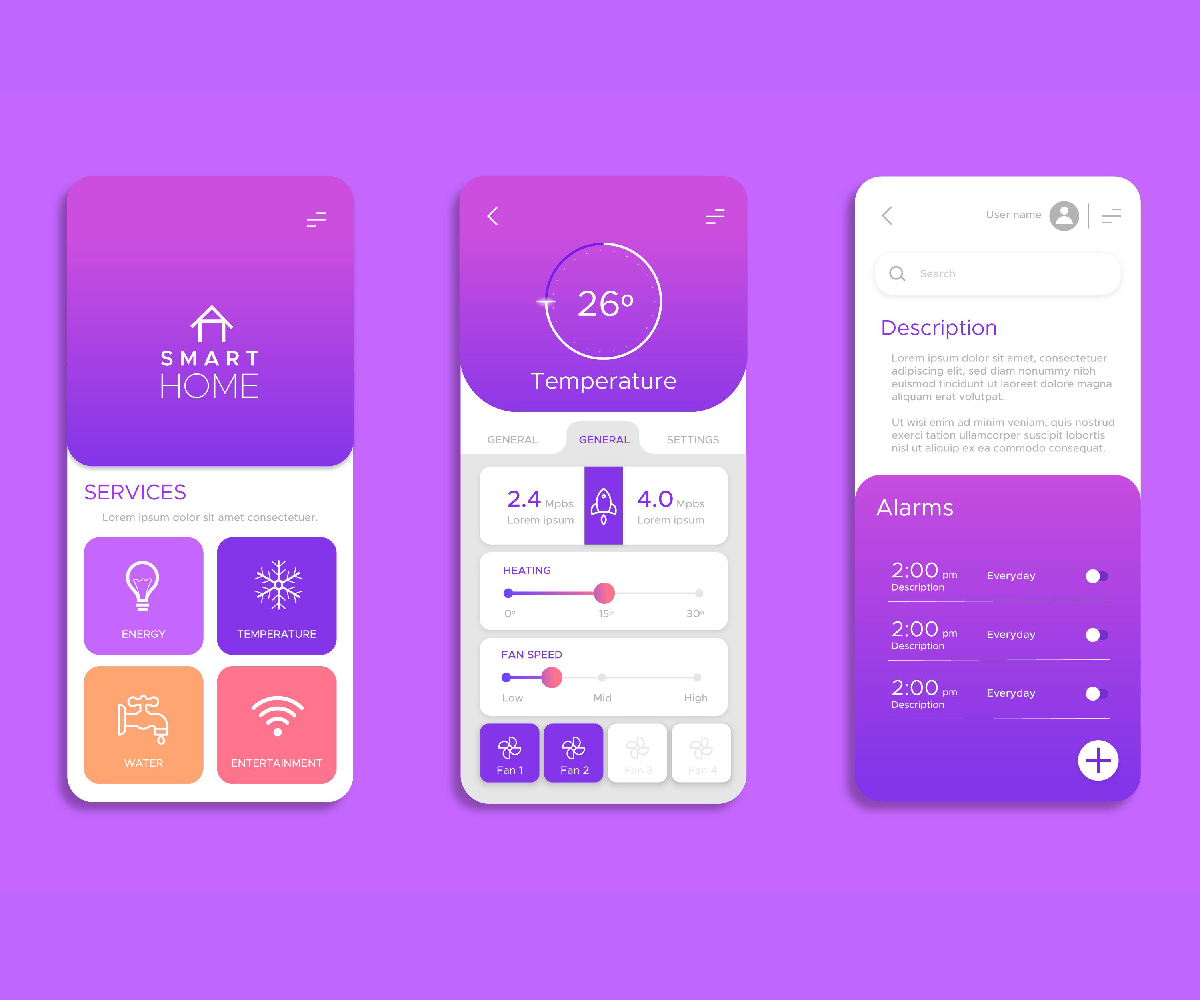 SMART
HOME
SERVICES
Lorem ipsum dolor sit amet consectetuer.
ENERGY
TEMPERATURE
WATER
ENTERTAINMENT
26º
Temperature
GENERAL
GENERAL
SETTINGS
2.4 Mpbs
Lorem ipsum
4.0 Mpbs
Lorem ipsum
HEATING
0º
15º
30º
FAN SPEED
Low
Mid
High
Fan 1
Fan 2
Fan 3
Fan 4
User name
Search
Description
Lorem ipsum dolor sit amet, consectetuer
adipiscing elit, sed diam nonummy nibh
euismod tincidunt ut laoreet dolore magna
aliquam erat volutpat.
Ut wisi enim ad minim veniam, quis nostrud
exerci tation ullamcorper suscipit lobortis
nisl ut aliquip ex ea commodo consequat.
Alarms
2:00 pm
Description
Everyday
2:00 pm
Description
Everyday
2:00 pm
Description
Everyday